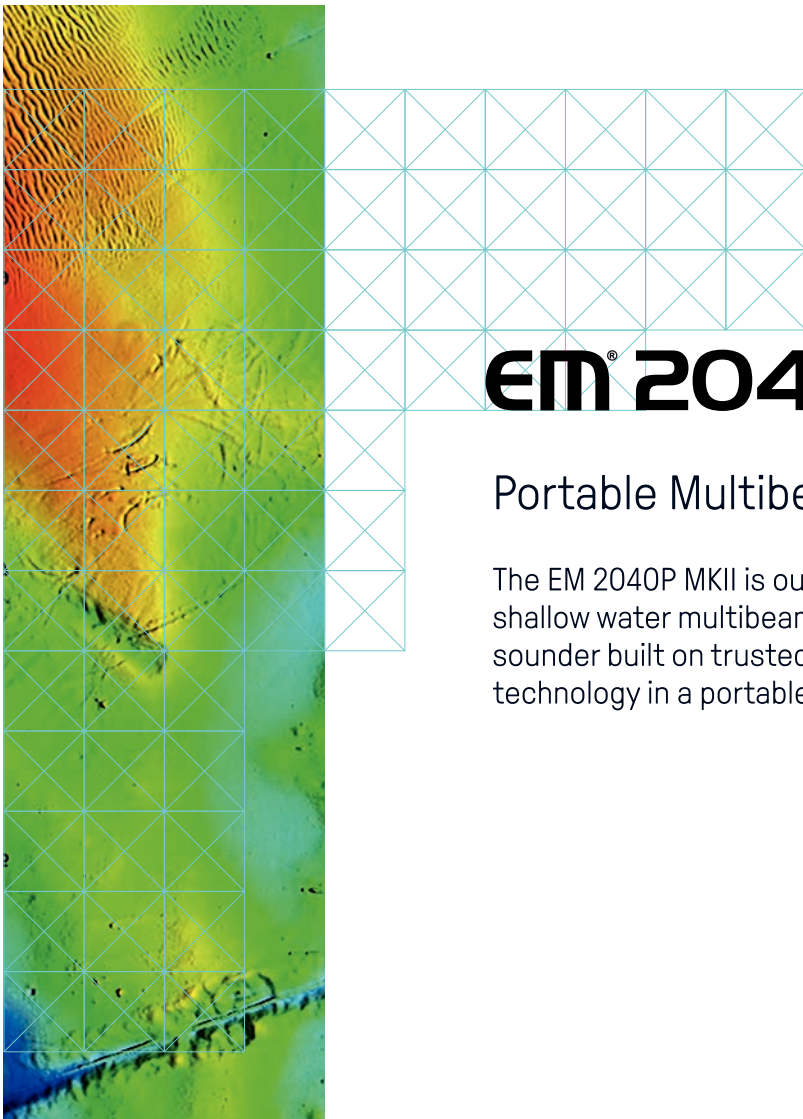 EM® 204
Portable Multibe
The EM 2040P MKII is ou
shallow water multibear
sounder built on trusted
technology in a portable